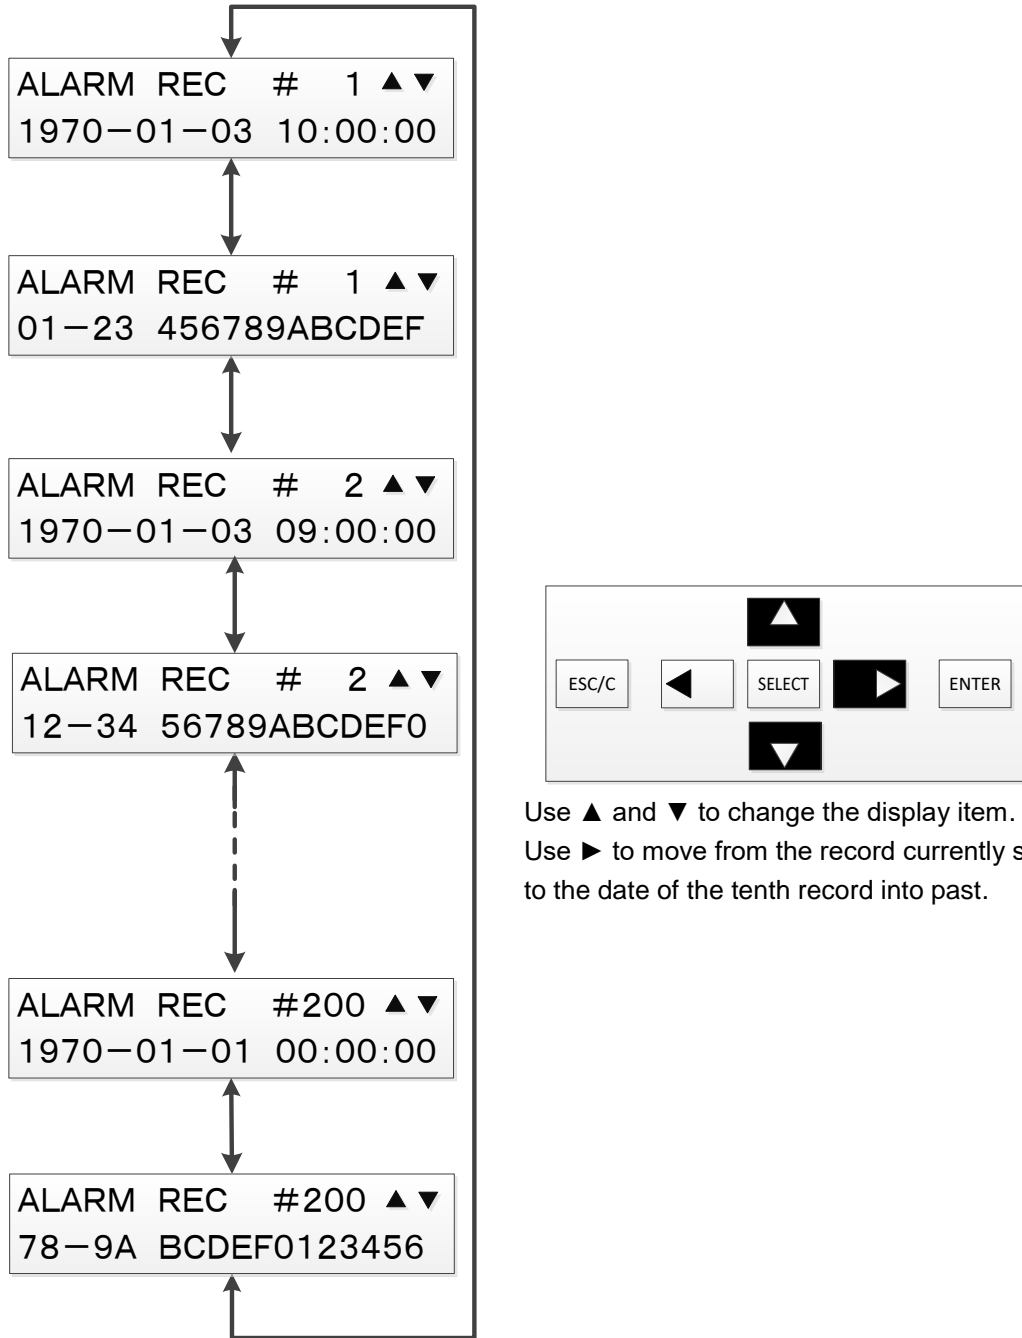 ALARM REC # 1 ▲ ▼
1970-01-03 10:00:00
ALARM REC # 1 ▲ ▼
01-23 456789ABCDEF
ALARM REC # 2 ▲ ▼
1970-01-03 09:00:00
ALARM REC # 2 ▲ ▼
12-34 56789ABCDEF0
ALARM REC #200 ▲ ▼
1970-01-01 00:00:00
ALARM REC #200 ▲ ▼
78-9A BCDEF0123456
ESC/C ◀ SELECT ▶ ENTER
Use ▲ and ▼ to change the display item.
Use ► to move from the record currently s
to the date of the tenth record into past.